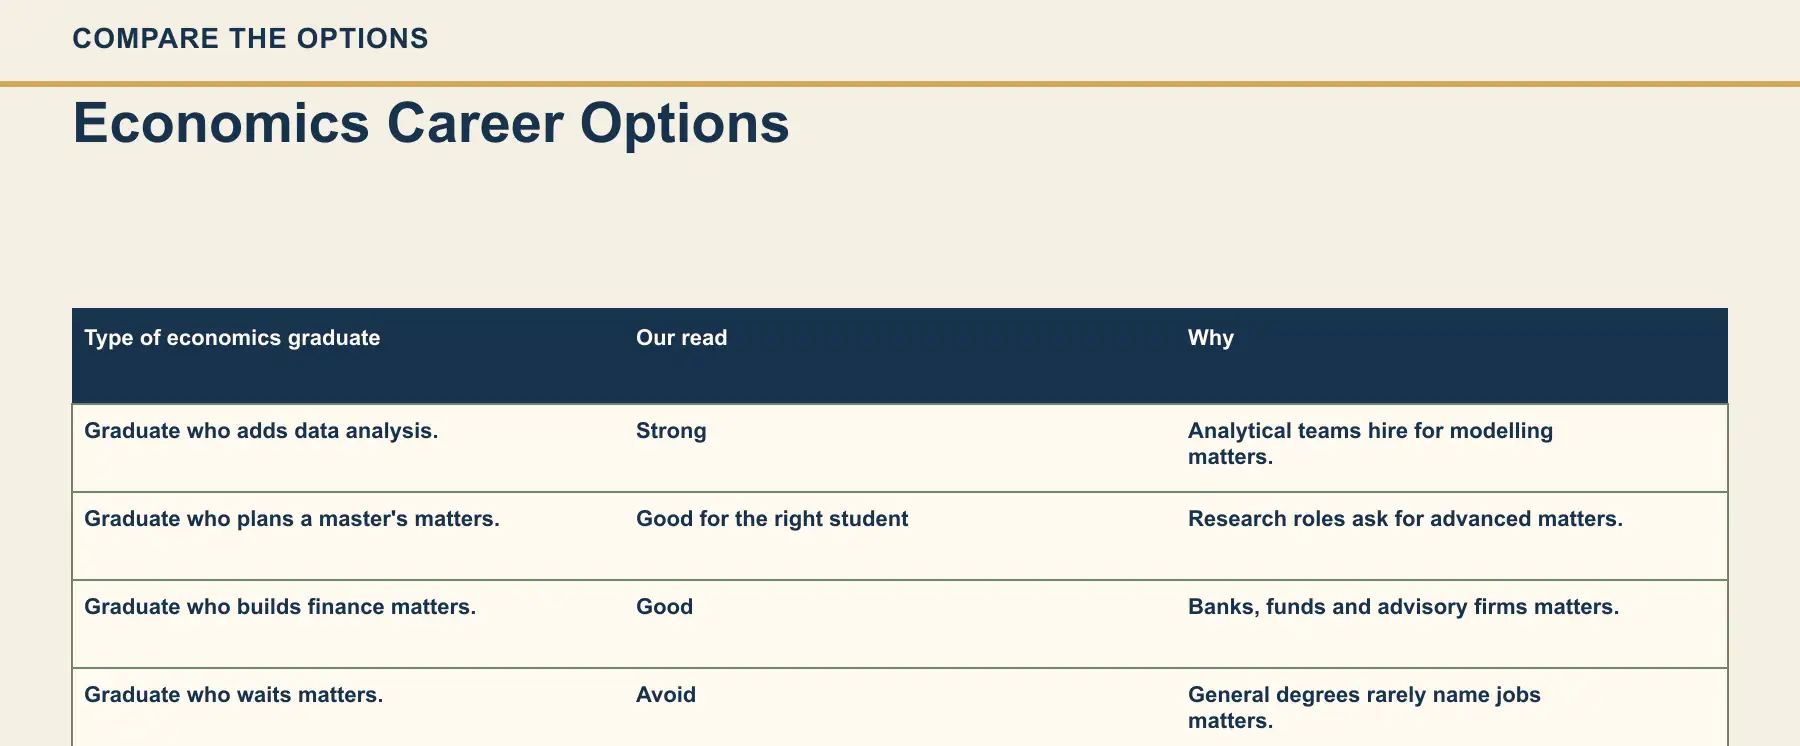 COMPARE THE OPTIONS
Economics Career Options
Type of economics graduate
Our read
Why
Graduate who adds data analysis.
Strong
Analytical teams hire for modelling
matters.
Graduate who plans a master's matters.
Good for the right student
Research roles ask for advanced matters.
Graduate who builds finance matters.
Good
Banks, funds and advisory firms matters.
Graduate who waits matters.
Avoid
General degrees rarely name jobs
matters.